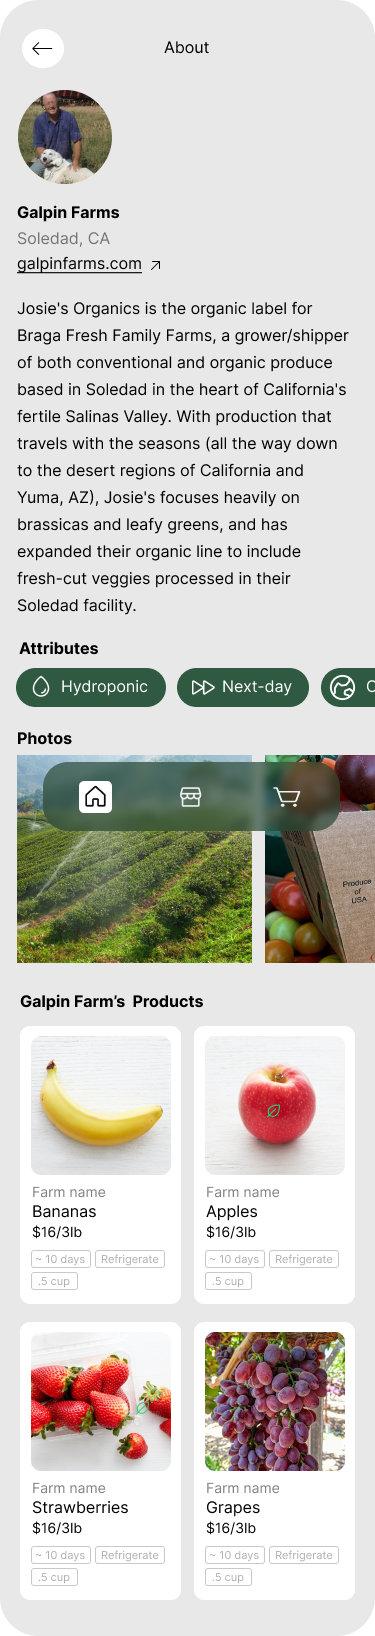 About
Galpin Farms
Soledad, CA
galpinfarms.com
Josie's Organics is the organic label for
Braga Fresh Family Farms, a grower/shipper
of both conventional and organic produce
based in Soledad in the heart of California's
fertile Salinas Valley. With production that
travels with the seasons (all the way down
to the desert regions of California and
Yuma, AZ), Josie's focuses heavily on
brassicas and leafy greens, and has
expanded their organic line to include
fresh-cut veggies processed in their
Soledad facility.
Attributes
Hydroponic Next-day
Photos
Produce
of
USA
Galpin Farm’s Products
Farm name
Bananas
$16/3lb
~ 10 days Refrigerate
.5 cup
Farm name
Apples
$16/3lb
~ 10 days Refrigerate
.5 cup
Farm name
Strawberries
$16/3lb
~ 10 days Refrigerate
.5 cup
Farm name
Grapes
$16/3lb
~ 10 days Refrigerate
.5 cup